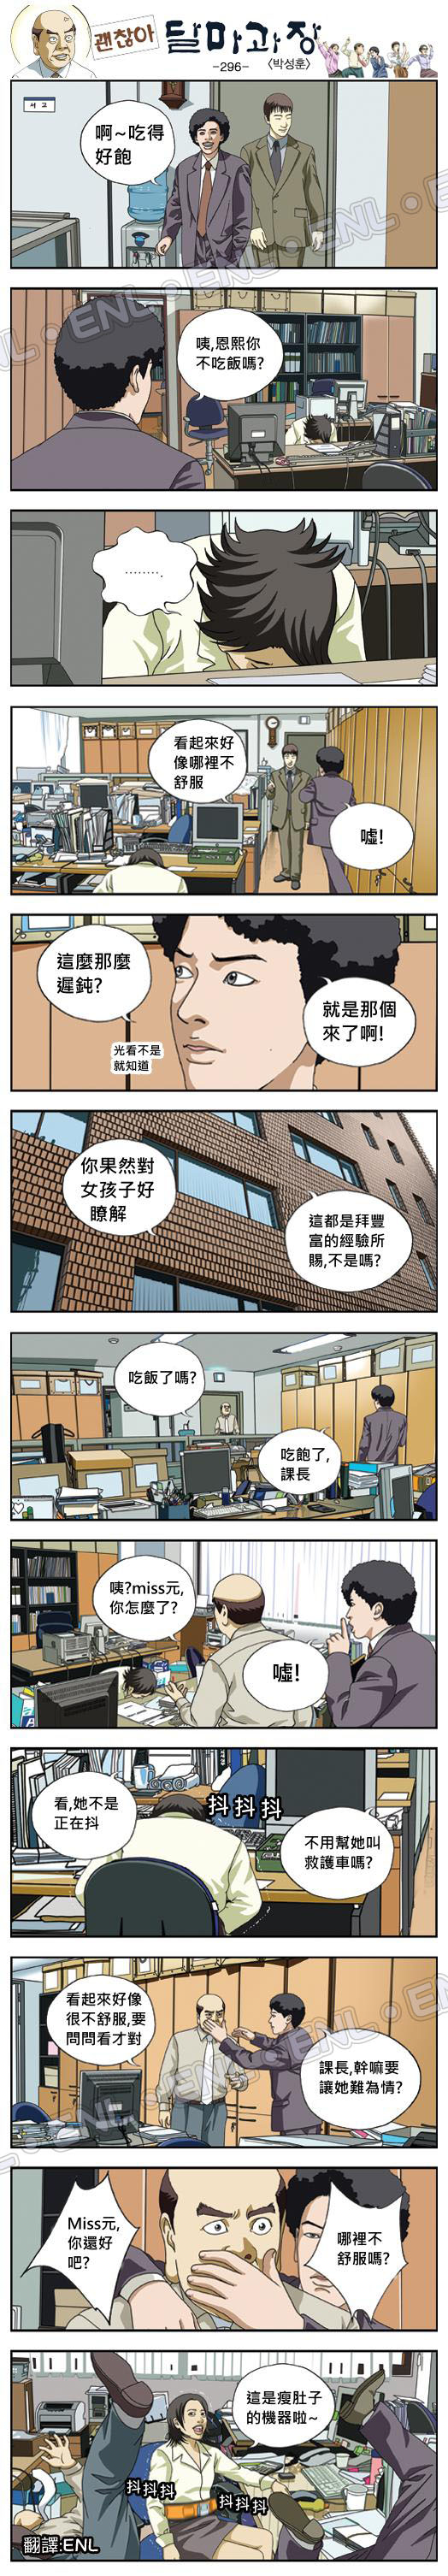 괜찮아 달마과장
-296- 〈박성훈〉
서고
啊~吃得
好飽
咦,恩熙你
不吃飯嗎?
........
看起來好
像哪裡不
舒服
噓!
這麼那麼
遲鈍?
光看不是
就知道
就是那個
來了啊!
你果然對
女孩子好
瞭解
這都是拜豐
富的經驗所
賜,不是嗎?
吃飯了嗎?
吃飽了,
課長
咦?miss元,
你怎麼了?
噓!
看,她不是
正在抖
抖抖抖
不用幫她叫
救護車嗎?
看起來好像
很不舒服,要
問問看才對
課長,幹嘛要
讓她難為情?
Miss元,
你還好
吧?
哪裡不
舒服嗎?
這是瘦肚子
的機器啦~
抖抖抖
抖抖抖
翻譯:ENL
ENL